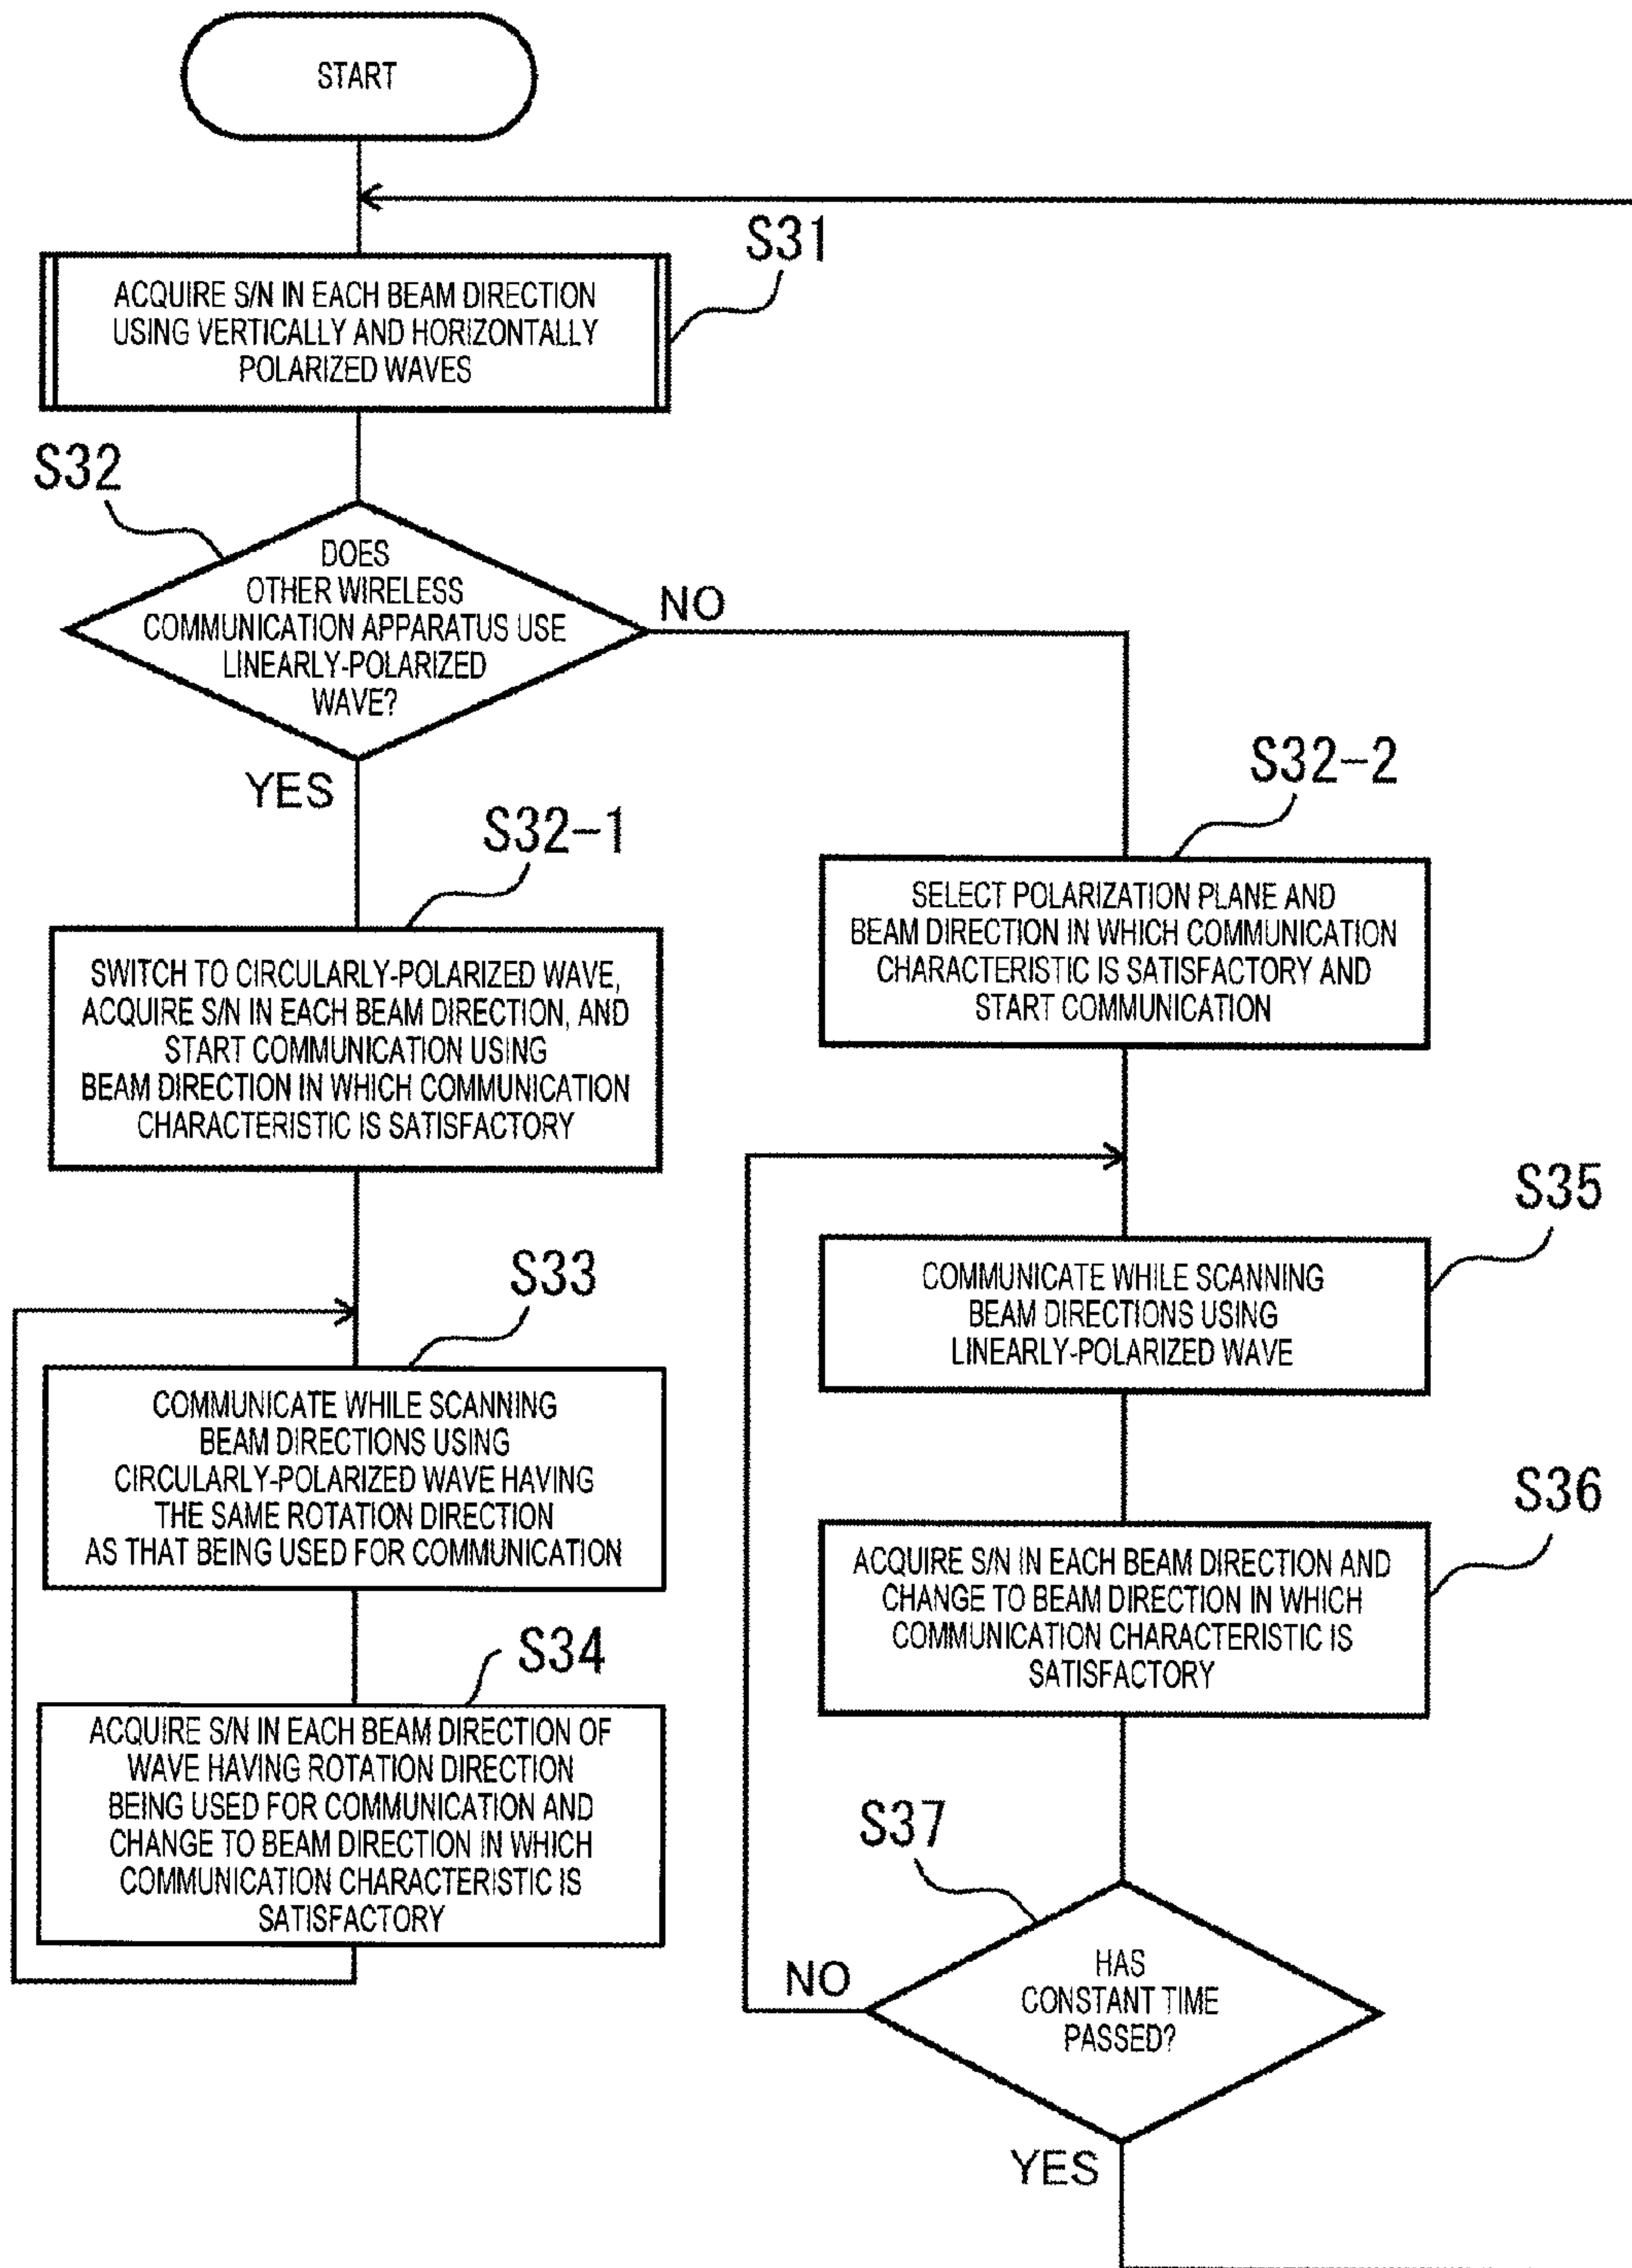 START
S31
ACQUIRE S/N IN EACH BEAM DIRECTION
USING VERTICALLY AND HORIZONTALLY
POLARIZED WAVES
S32
DOES
OTHER WIRELESS
COMMUNICATION APPARATUS USE
LINEARLY-POLARIZED
WAVE?
NO
YES
S32-1
SWITCH TO CIRCULARLY-POLARIZED WAVE,
ACQUIRE S/N IN EACH BEAM DIRECTION, AND
START COMMUNICATION USING
BEAM DIRECTION IN WHICH COMMUNICATION
CHARACTERISTIC IS SATISFACTORY
S33
COMMUNICATE WHILE SCANNING
BEAM DIRECTIONS USING
CIRCULARLY-POLARIZED WAVE HAVING
THE SAME ROTATION DIRECTION
AS THAT BEING USED FOR COMMUNICATION
S34
ACQUIRE S/N IN EACH BEAM DIRECTION OF
WAVE HAVING ROTATION DIRECTION
BEING USED FOR COMMUNICATION AND
CHANGE TO BEAM DIRECTION IN WHICH
COMMUNICATION CHARACTERISTIC IS
SATISFACTORY
S32-2
SELECT POLARIZATION PLANE AND
BEAM DIRECTION IN WHICH COMMUNICATION
CHARACTERISTIC IS SATISFACTORY AND
START COMMUNICATION
S35
COMMUNICATE WHILE SCANNING
BEAM DIRECTIONS USING
LINEARLY-POLARIZED WAVE
S36
ACQUIRE S/N IN EACH BEAM DIRECTION AND
CHANGE TO BEAM DIRECTION IN WHICH
COMMUNICATION CHARACTERISTIC IS
SATISFACTORY
S37
HAS
CONSTANT TIME
PASSED?
NO
YES